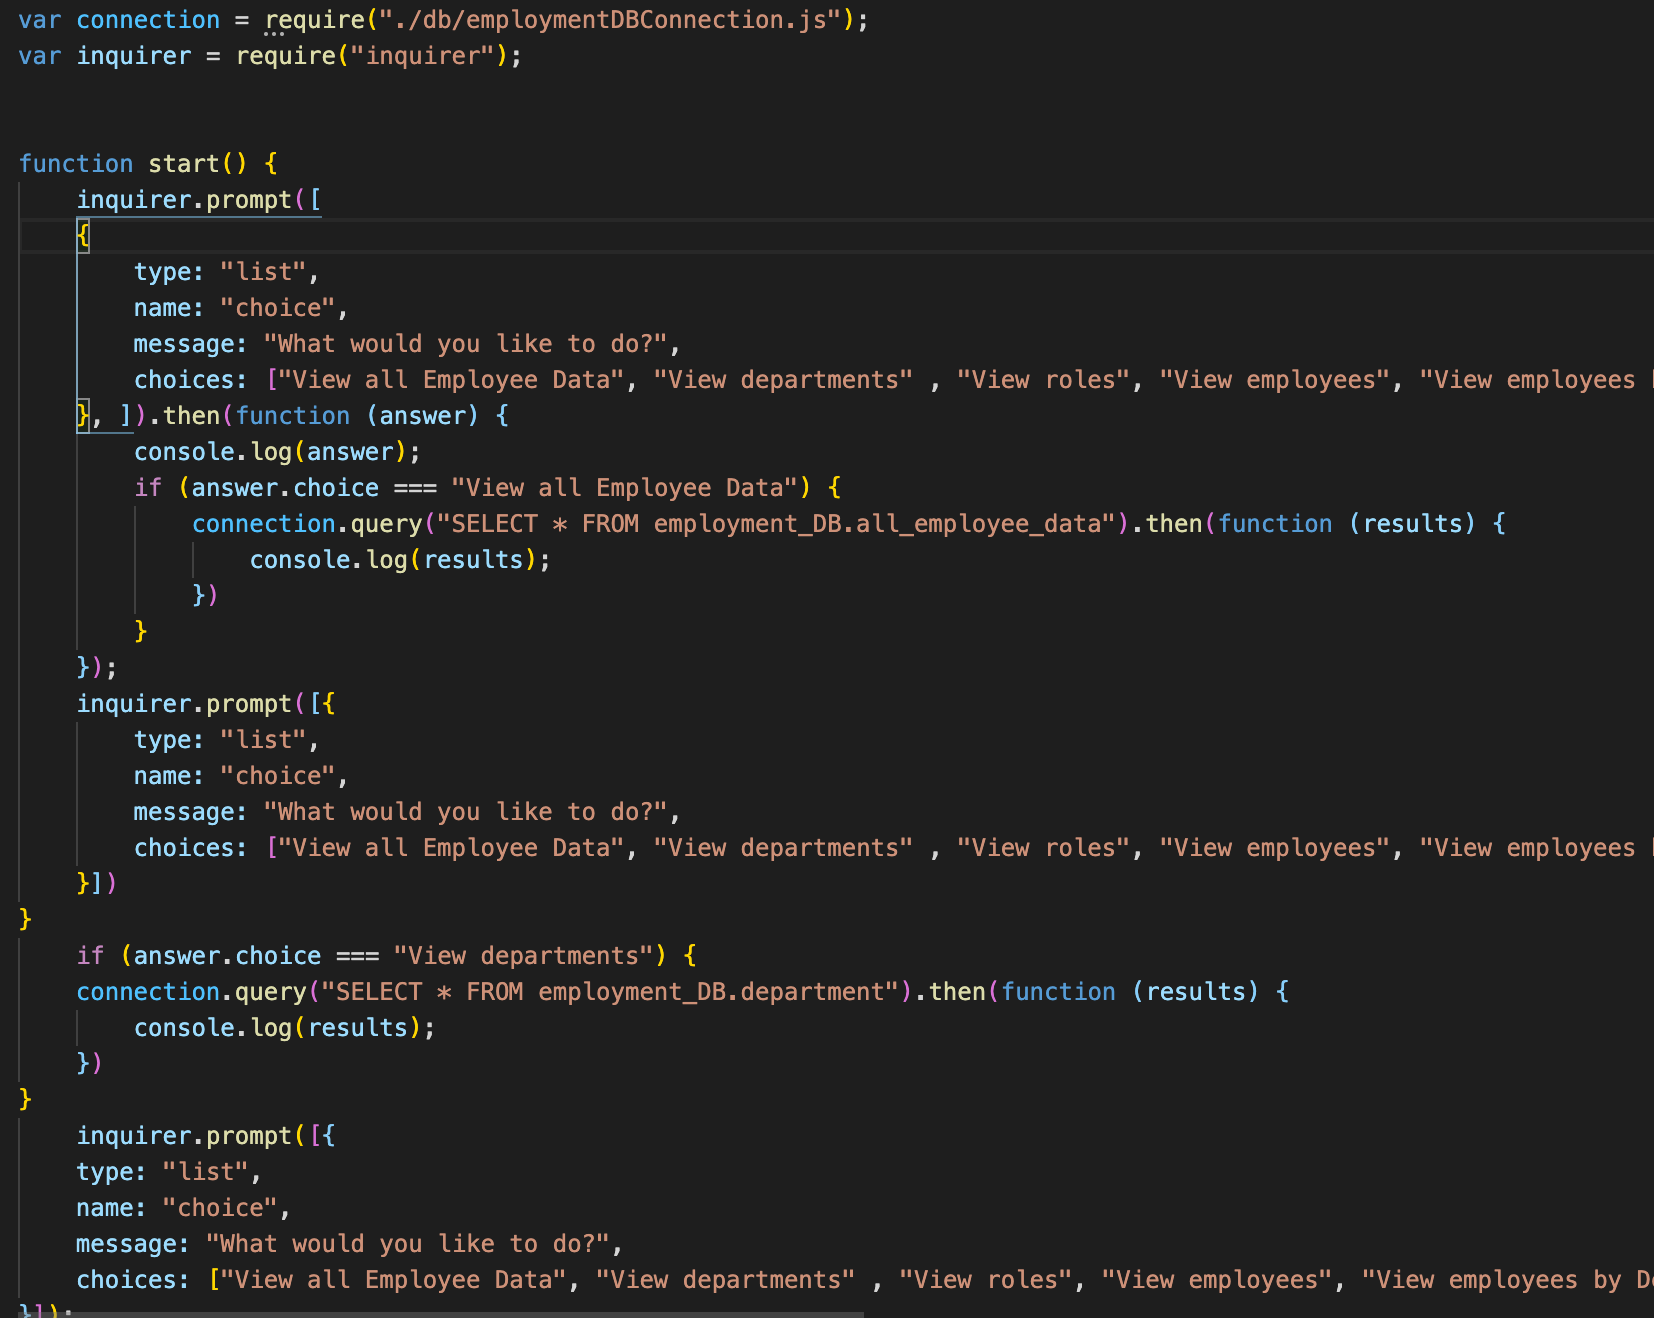 var connection = require("./db/employmentDBConnection.js");
var inquirer = require("inquirer");
function start() {
inquirer.prompt([
{
type: "list",
name: "choice",
message: "What would you like to do?",
choices: ["View all Employee Data", "View departments" , "View roles", "View employees", "View employees
}, ]).then(function (answer) {
console.log(answer);
if (answer.choice === "View all Employee Data") {
connection.query("SELECT * FROM employment_DB.all_employee_data").then(function (results) {
console.log(results);
})
}
});
inquirer.prompt([{
type: "list",
name: "choice",
message: "What would you like to do?",
choices: ["View all Employee Data", "View departments" , "View roles", "View employees", "View employees
}])
}
if (answer.choice === "View departments") {
connection.query("SELECT * FROM employment_DB.department").then(function (results) {
console.log(results);
})
}
inquirer.prompt([{
type: "list",
name: "choice",
message: "What would you like to do?",
choices: ["View all Employee Data", "View departments" , "View roles", "View employees", "View employees by
}]);